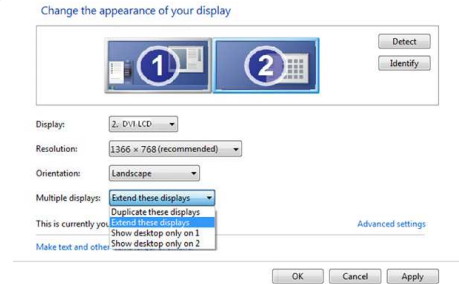 Change the appearance of your display
1
2
Detect
Identify
Display:
2. DVI-LCD
Resolution:
1366 × 768 (recommended)
Orientation:
Landscape
Multiple displays:
Extend these displays
Duplicate these displays
Extend these displays
Show desktop only on 1
Show desktop only on 2
This is currently you
Advanced settings
Make text and other
OK
Cancel
Apply